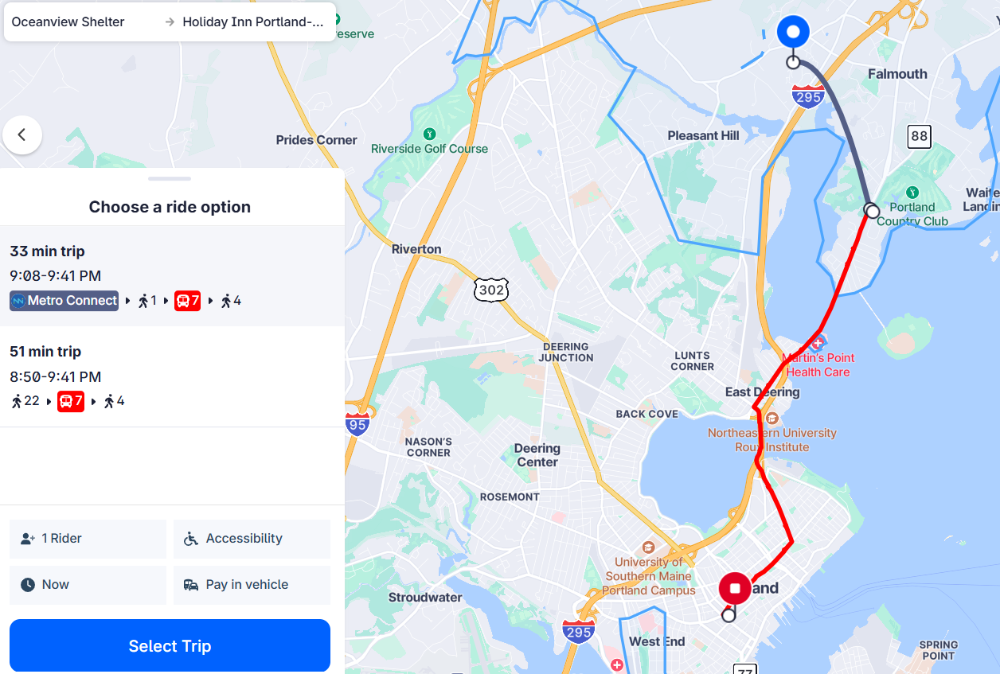 Oceanview Shelter → Holiday Inn Portland-...
eserve
Falmouth
295
Prides Corner
Riverside Golf Course
Pleasant Hill
88
Portland
Country Club
Waite
Landin
Choose a ride option
33 min trip
9:08-9:41 PM
Metro Connect 1 7 4
51 min trip
8:50-9:41 PM
22 7 4
Riverton
302
DEERING
JUNCTION
LUNTS
CORNER
Martin's Point
Health Care
East Deering
95
BACK COVE
Northeastern University
Roux Institute
NASON'S
CORNER
Deering
Center
ROSEMONT
1 Rider
Accessibility
Now
Pay in vehicle
Select Trip
University of
Southern Maine
Portland Campus
Stroudwater
and
295
West End
SPRING
POINT
77